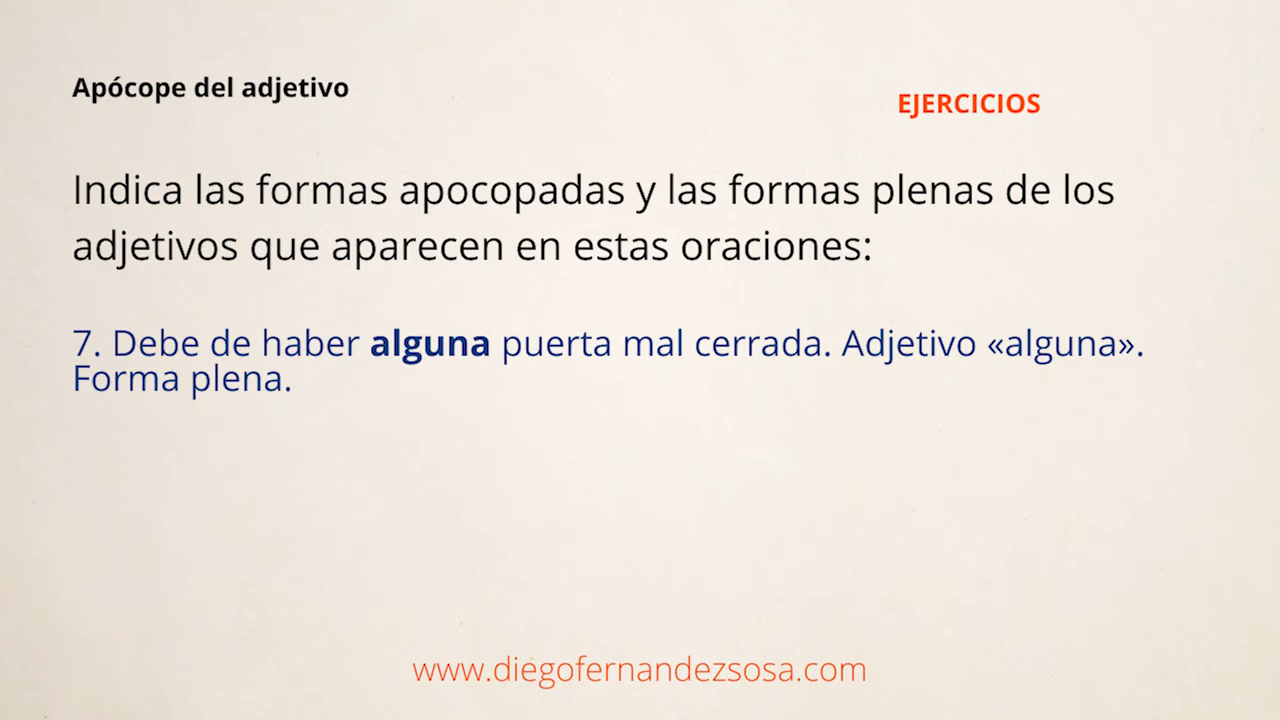 Apócope del adjetivo
EJERCICIOS
Indica las formas apocopadas y las formas plenas de los
adjetivos que aparecen en estas oraciones:
7. Debe de haber alguna puerta mal cerrada. Adjetivo «alguna».
Forma plena.
www.diegofernandezsosa.com